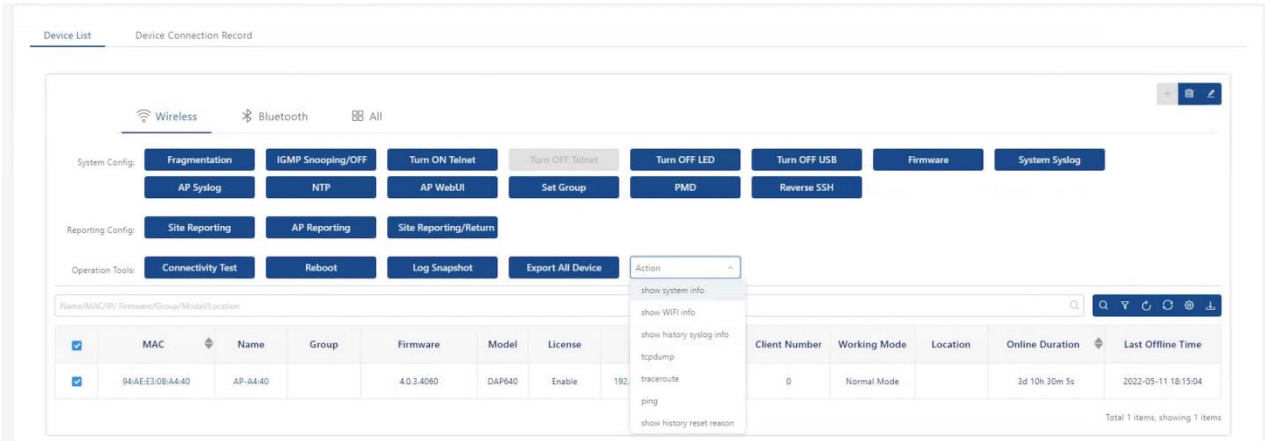 Device List Device Connection Record
Wireless Bluetooth All
System Config: Fragmentation IGMP Snooping/OFF Turn ON Telnet Turn OFF Telnet Turn OFF LED Turn OFF USB Firmware System Syslog
AP Syslog NTP AP WebUI Set Group PMD Reverse SSH
Reporting Config: Site Reporting AP Reporting Site Reporting/Return
Operation Tools: Connectivity Test Reboot Log Snapshot Export All Device Action
show system info
Name/MAC/IP/ Firmware/Group/Model/Location
show WIFI info
show history syslog info
MAC Name Group Firmware Model License Client Number Working Mode Location Online Duration Last Offline Time
tcpdump
traceroute
94:AE:E3:0B:A4:40 AP-A4:40 4.0.3.4060 DAP640 Enable 192. 0 Normal Mode 3d 10h 30m 5s 2022-05-11 18:15:04
ping
show history reset reason
Total 1 items, showing 1 items